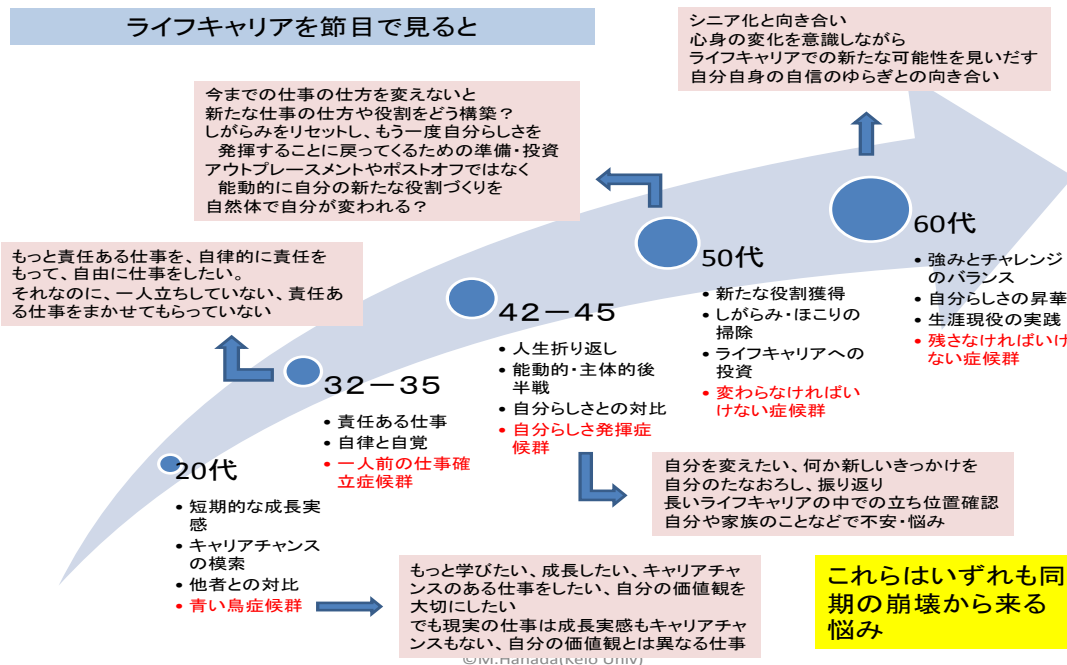 ライフキャリアを節目で見ると
シニア化と向き合い
心身の変化を意識しながら
ライフキャリアでの新たな可能性を見いだす
自分自身の自信のゆらぎとの向き合い
今までの仕事の仕方を変えないと
新たな仕事の仕方や役割をどう構築？
しがらみをリセットし、もう一度自分らしさを
発揮することに戻ってくるための準備・投資
アウトプレースメントやポストオフではなく
能動的に自分の新たな役割づくりを
自然体で自分が変われる？
もっと責任ある仕事を、自律的に責任を
もって、自由に仕事をしたい。
それなのに、一人立ちしていない、責任あ
る仕事をまかせてもらっていない
60代
• 強みとチャレンジ
のバランス
• 自分らしさの昇華
• 生涯現役の実践
• 残さなければいけ
ない症候群
50代
• 新たな役割獲得
• しがらみ・ほこりの
掃除
• ライフキャリアへの
投資
• 変わらなければい
けない症候群
42－45
• 人生折り返し
• 能動的・主体的後
半戦
• 自分らしさとの対比
• 自分らしさ発揮症
候群
32－35
• 責任ある仕事
• 自律と自覚
• 一人前の仕事確
立症候群
20代
• 短期的な成長実
感
• キャリアチャンス
の模索
• 他者との対比
• 青い鳥症候群
自分を変えたい、何か新しいきっかけを
自分のたなおろし、振り返り
長いライフキャリアの中での立ち位置確認
自分や家族のことなどで不安・悩み
もっと学びたい、成長したい、キャリアチャ
ンスのある仕事をしたい、自分の価値観を
大切にしたい
でも現実の仕事は成長実感もキャリアチャ
ンスもない、自分の価値観とは異なる仕事
これらはいずれも同
期の崩壊から来る
悩み
©M.Hanada(Keio Univ)